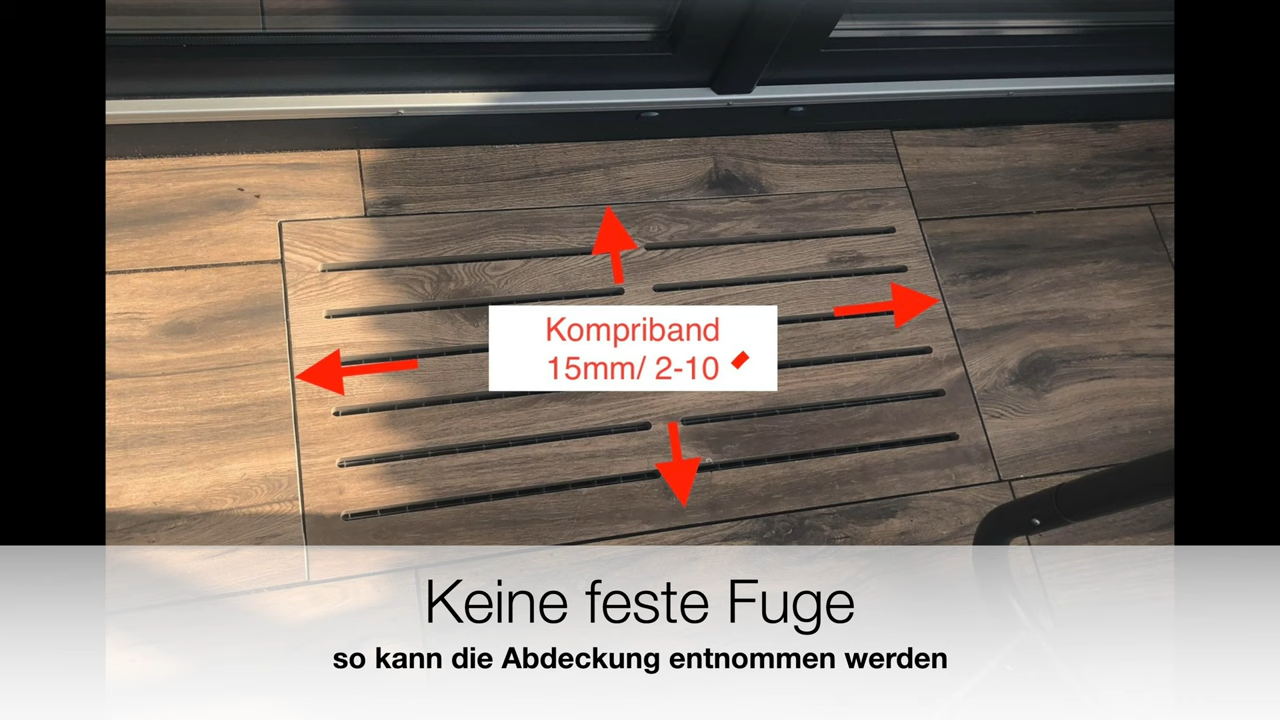 Kompriband
15mm/ 2-10
Keine feste Fuge
so kann die Abdeckung entnommen werden